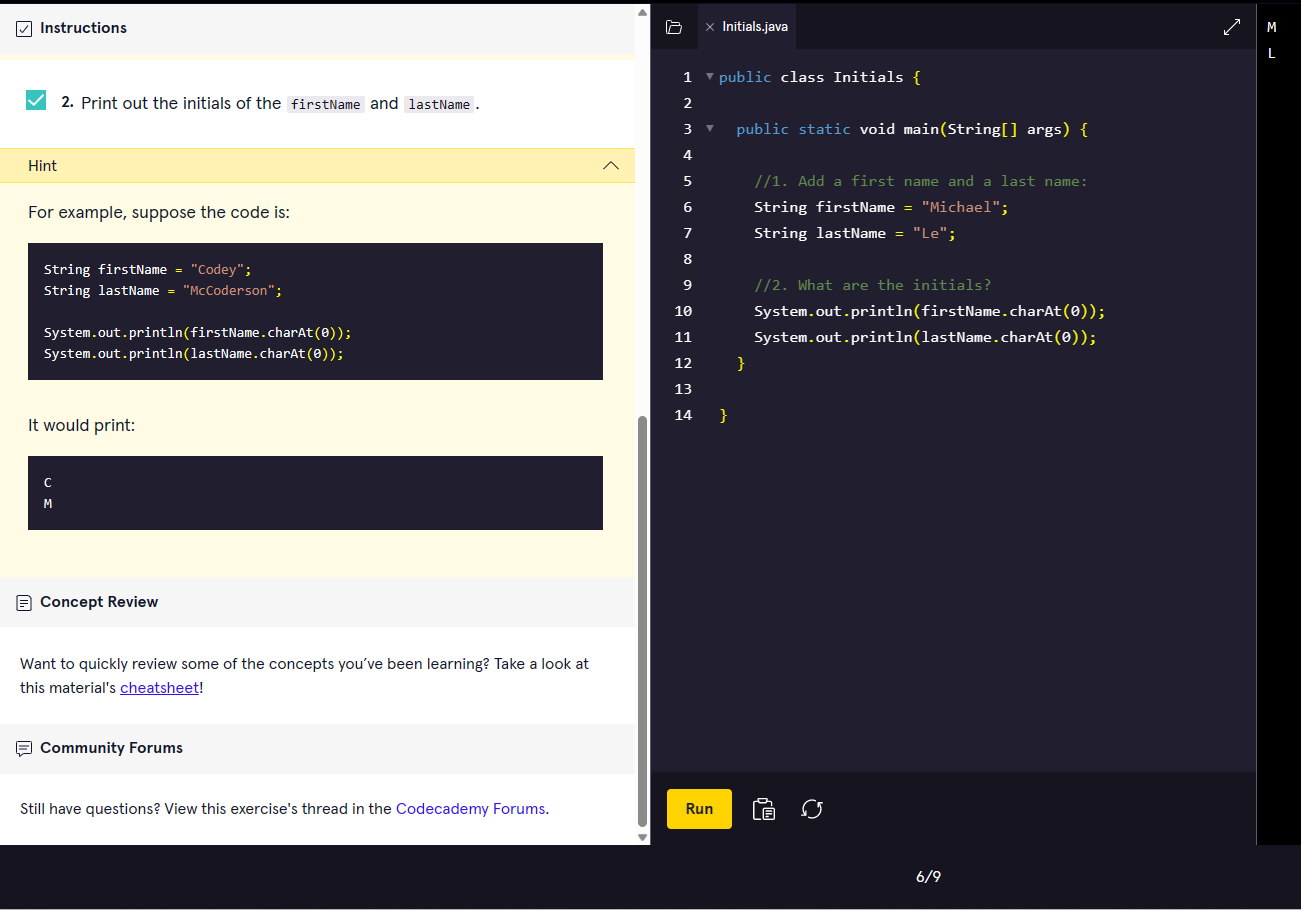 Instructions
2. Print out the initials of the firstName and lastName.
Hint
For example, suppose the code is:
String firstName = "Codey";
String lastName = "McCoderson";
System.out.println(firstName.charAt(0));
System.out.println(lastName.charAt(0));
It would print:
C
M
Concept Review
Want to quickly review some of the concepts you've been learning? Take a look at
this material's cheatsheet!
Community Forums
Still have questions? View this exercise's thread in the Codecademy Forums.
Initials.java
1 public class Initials {
2
3 public static void main(String[] args) {
4
5 //1. Add a first name and a last name:
6 String firstName = "Michael";
7 String lastName = "Le";
8
9 //2. What are the initials?
10 System.out.println(firstName.charAt(0));
11 System.out.println(lastName.charAt(0));
12 }
13
14 }
Run
M
L
6/9